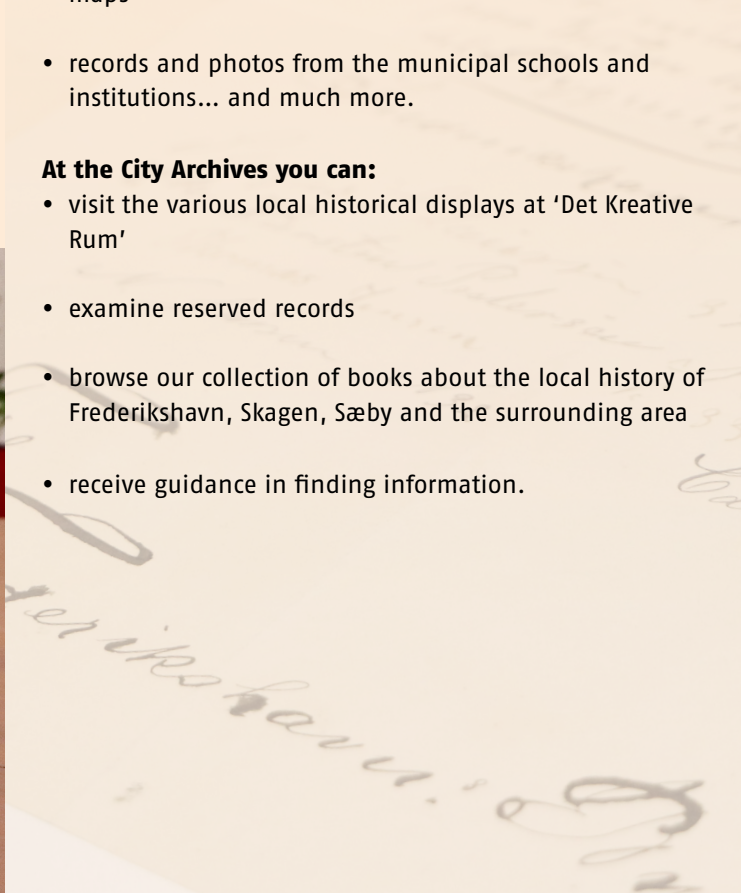 • records and photos from the municipal schools and
institutions... and much more.
At the City Archives you can:
• visit the various local historical displays at ‘Det Kreative
Rum’
• examine reserved records
• browse our collection of books about the local history of
Frederikshavn, Skagen, Sæby and the surrounding area
• receive guidance in finding information.